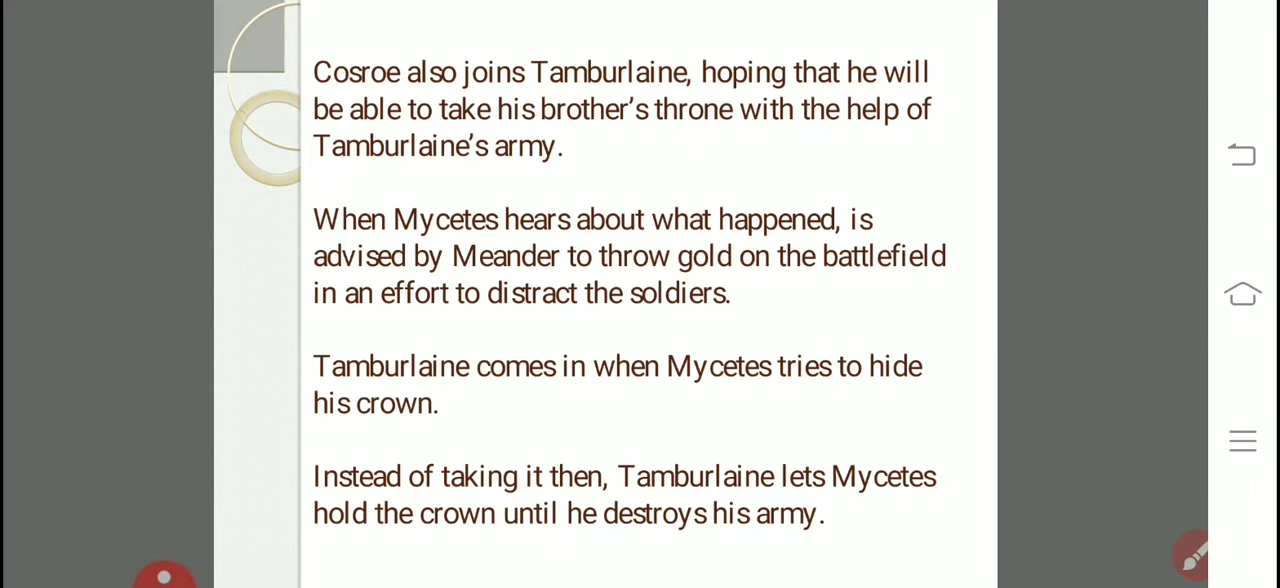 Cosroe also joins Tamburlaine, hoping that he will
be able to take his brother's throne with the help of
Tamburlaine's army.
When Mycetes hears about what happened, is
advised by Meander to throw gold on the battlefield
in an effort to distract the soldiers.
Tamburlaine comes in when Mycetes tries to hide
his crown.
Instead of taking it then, Tamburlaine lets Mycetes
hold the crown until he destroys his army.